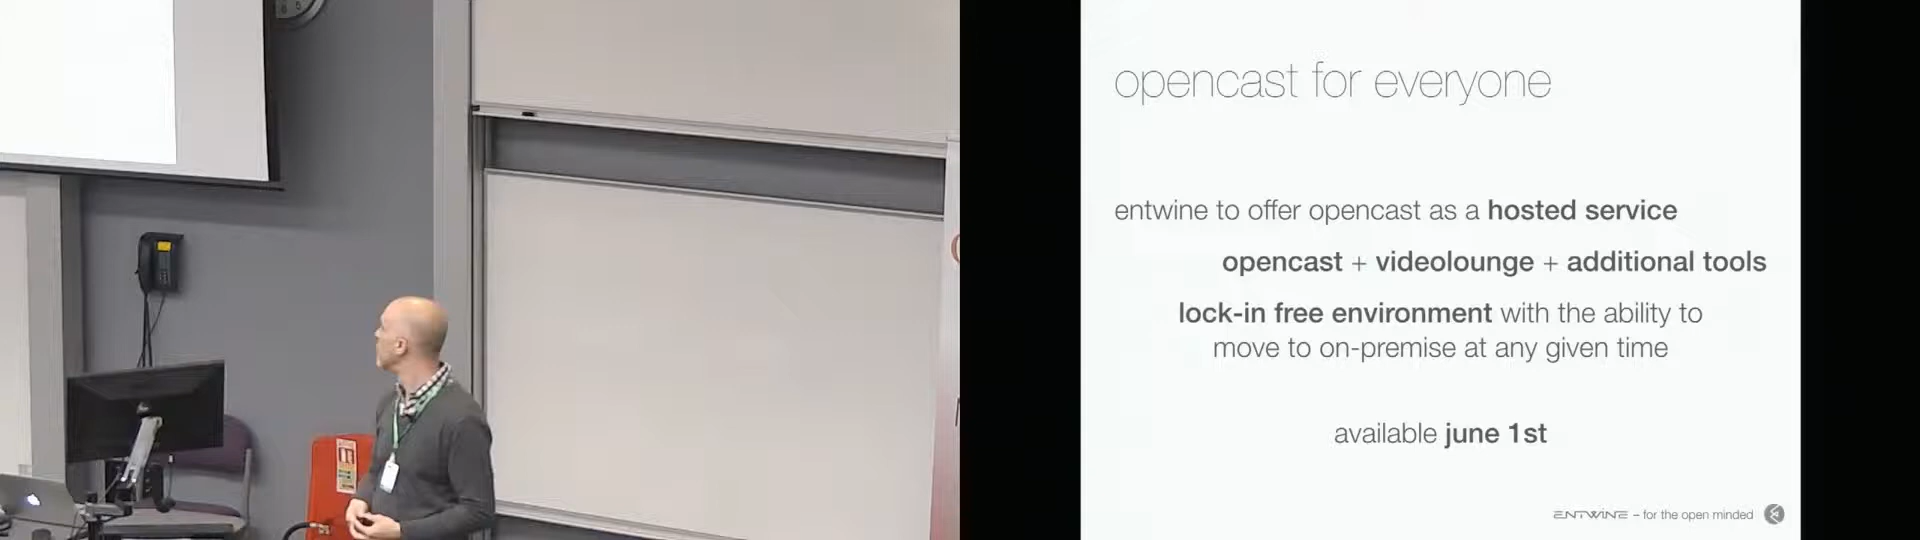 opencast for everyone
entwine to offer opencast as a hosted service
opencast + videolounge + additional tools
lock-in free environment with the ability to
move to on-premise at any given time
available june 1st
ENTWINE – for the open minded